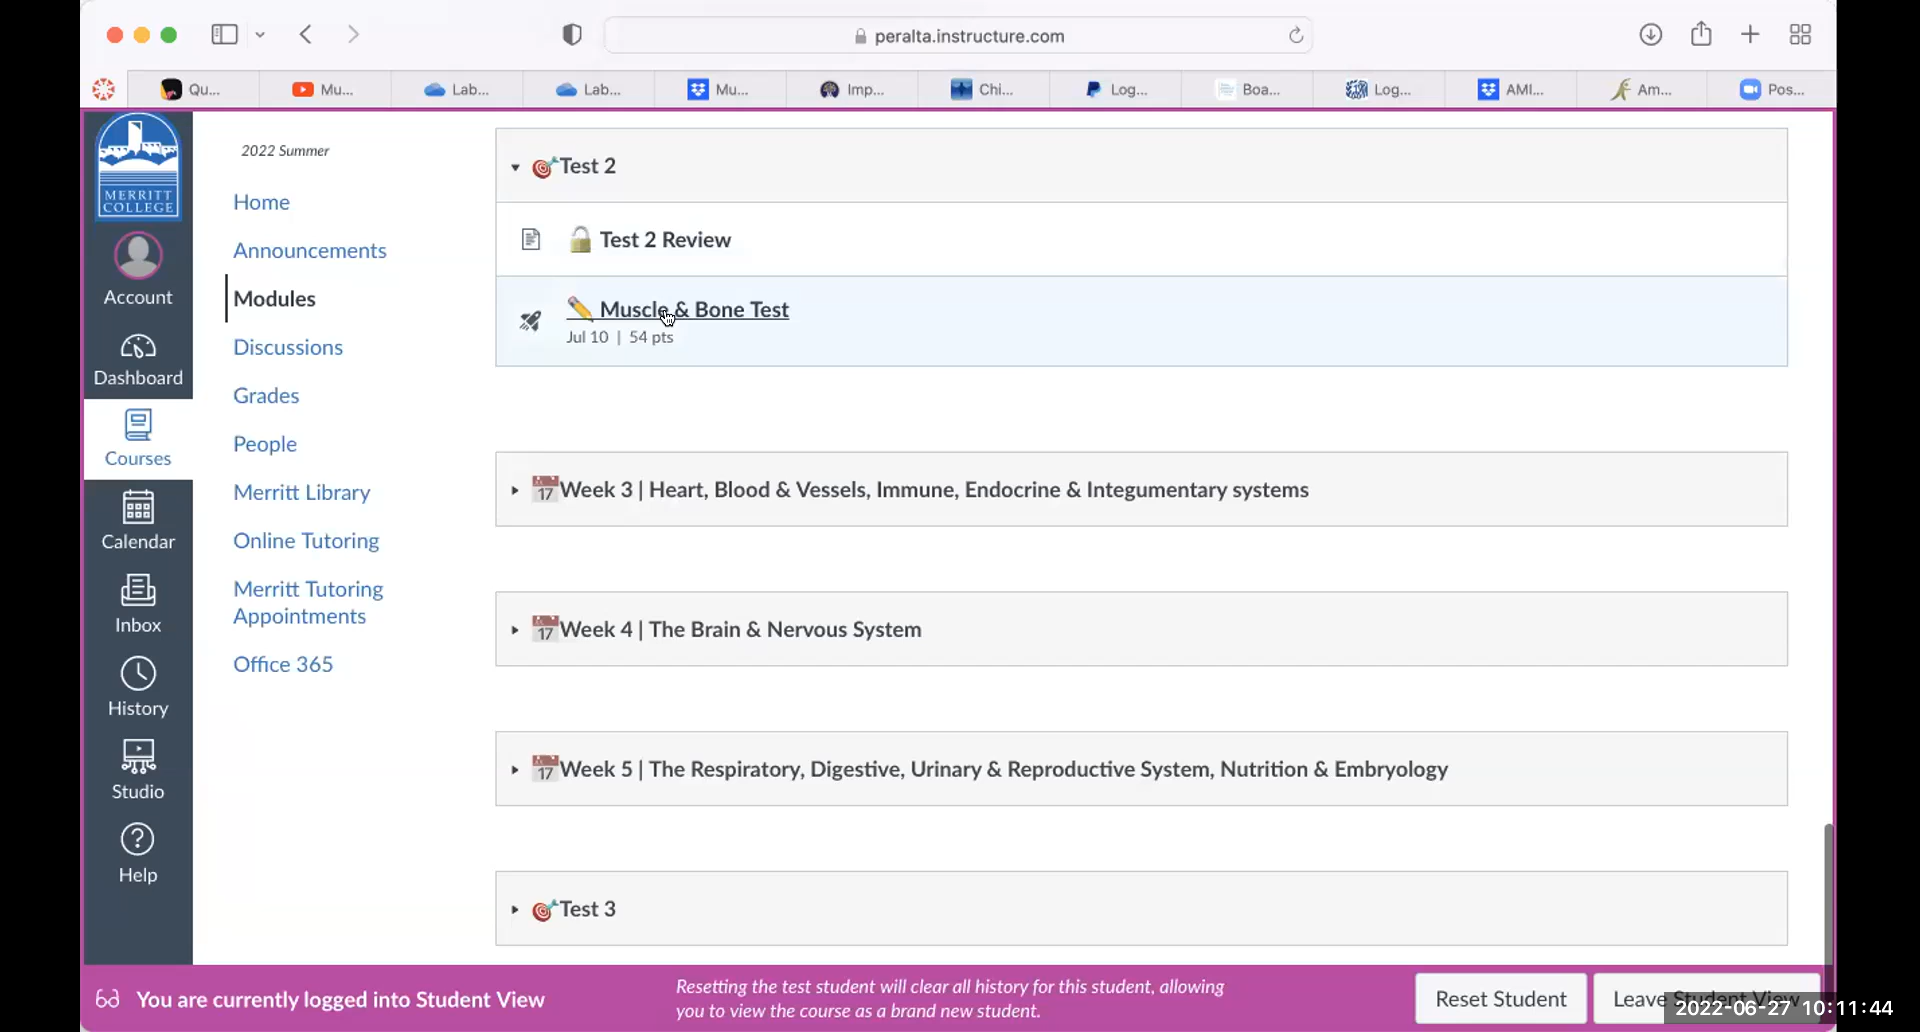 peralta.instructure.com
Qu...
Mu...
Lab...
Lab...
Mu...
Imp...
Chi...
Log...
Boa...
Log...
AMI...
Am...
Pos...
MERRITT
COLLEGE
Account
Dashboard
Courses
Calendar
Inbox
History
Studio
Help
2022 Summer
Home
Announcements
Modules
Discussions
Grades
People
Merritt Library
Online Tutoring
Merritt Tutoring
Appointments
Office 365
Test 2
Test 2 Review
Muscle & Bone Test
Jul 10 | 54 pts
17 Week 3 | Heart, Blood & Vessels, Immune, Endocrine & Integumentary systems
17 Week 4 | The Brain & Nervous System
17 Week 5 | The Respiratory, Digestive, Urinary & Reproductive System, Nutrition & Embryology
Test 3
You are currently logged into Student View
Resetting the test student will clear all history for this student, allowing
you to view the course as a brand new student.
Reset Student
Leave Student View
2022-06-27 10:11:44